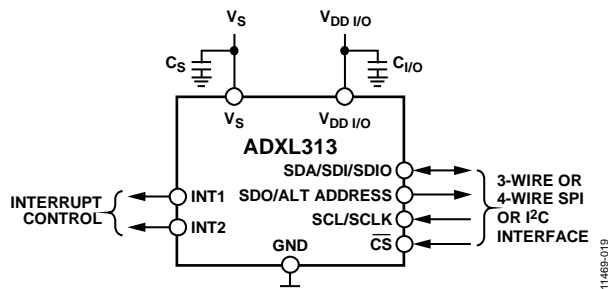 VS
VDD I/O
CS
CI/O
VS
VDD I/O
ADXL313
SDA/SDI/SDIO
SDO/ALT ADDRESS
SCL/SCLK
CS
INT1
INT2
GND
INTERRUPT
CONTROL
3-WIRE OR
4-WIRE SPI
OR I2C
INTERFACE
11469-019